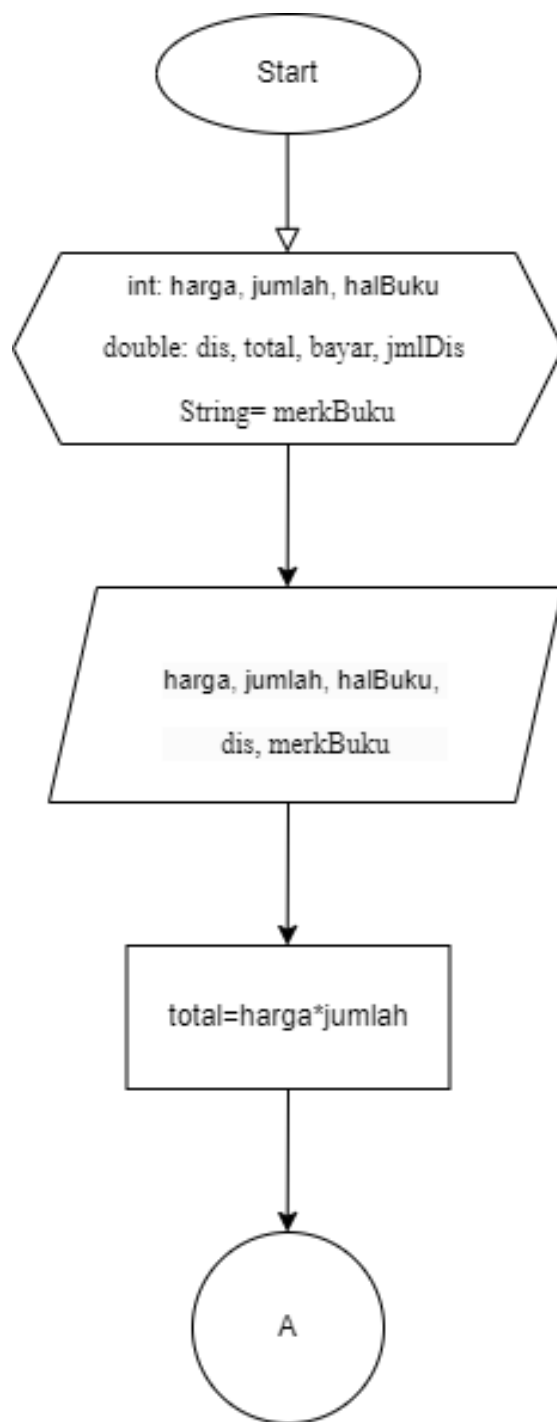 Start
int: harga, jumlah, halBuku
double: dis, total, bayar, jmlDis
String= merkBuku
harga, jumlah, halBuku,
dis, merkBuku
total=harga*jumlah
A